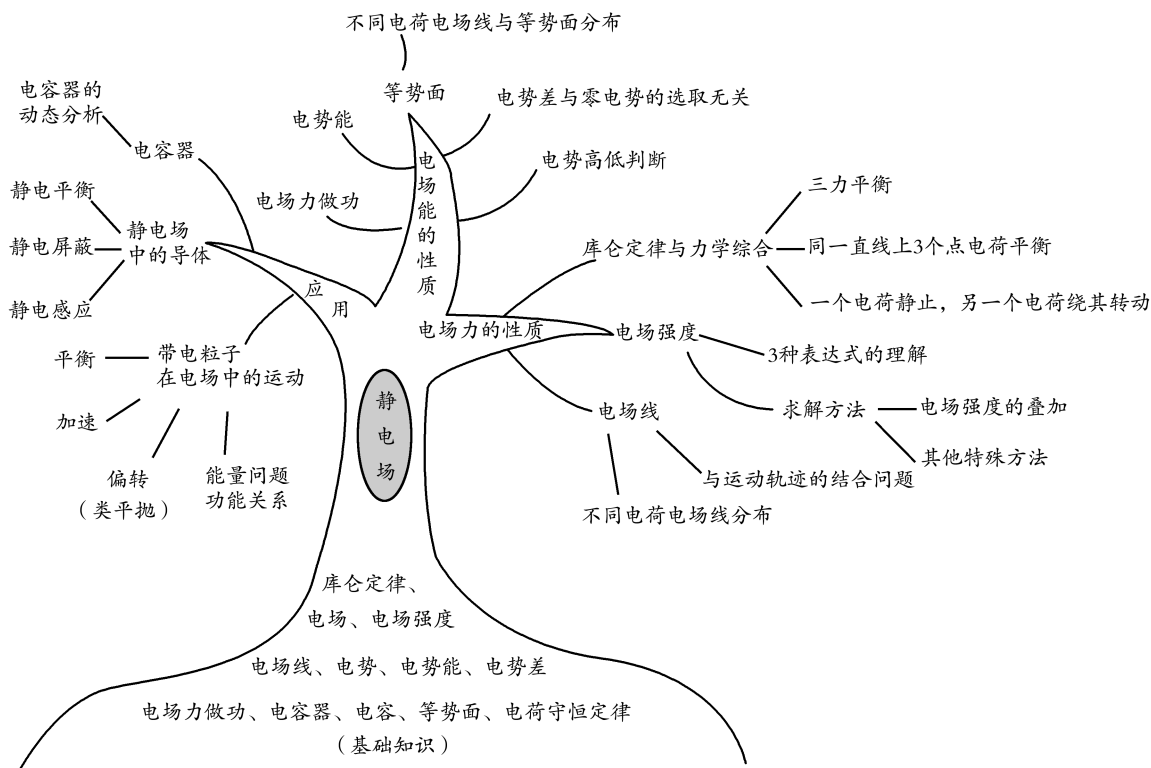 不同电荷电场线与等势面分布
等势面
电势差与零电势的选取无关
电势能
电势高低判断
电场力做功
电场能的性质
电容器的
动态分析
电容器
静电平衡
静电屏蔽
静电感应
静电场
中的导体
应用
带电粒子
在电场中的运动
平衡
加速
偏转
（类平抛）
能量问题
功能关系
电场力的性质
库仑定律与力学综合
三力平衡
同一直线上3个点电荷平衡
一个电荷静止，另一个电荷绕其转动
电场强度
3种表达式的理解
求解方法
电场强度的叠加
其他特殊方法
电场线
与运动轨迹的结合问题
不同电荷电场线分布
静电场
库仑定律、
电场、电场强度
电场线、电势、电势能、电势差
电场力做功、电容器、电容、等势面、电荷守恒定律
（基础知识）